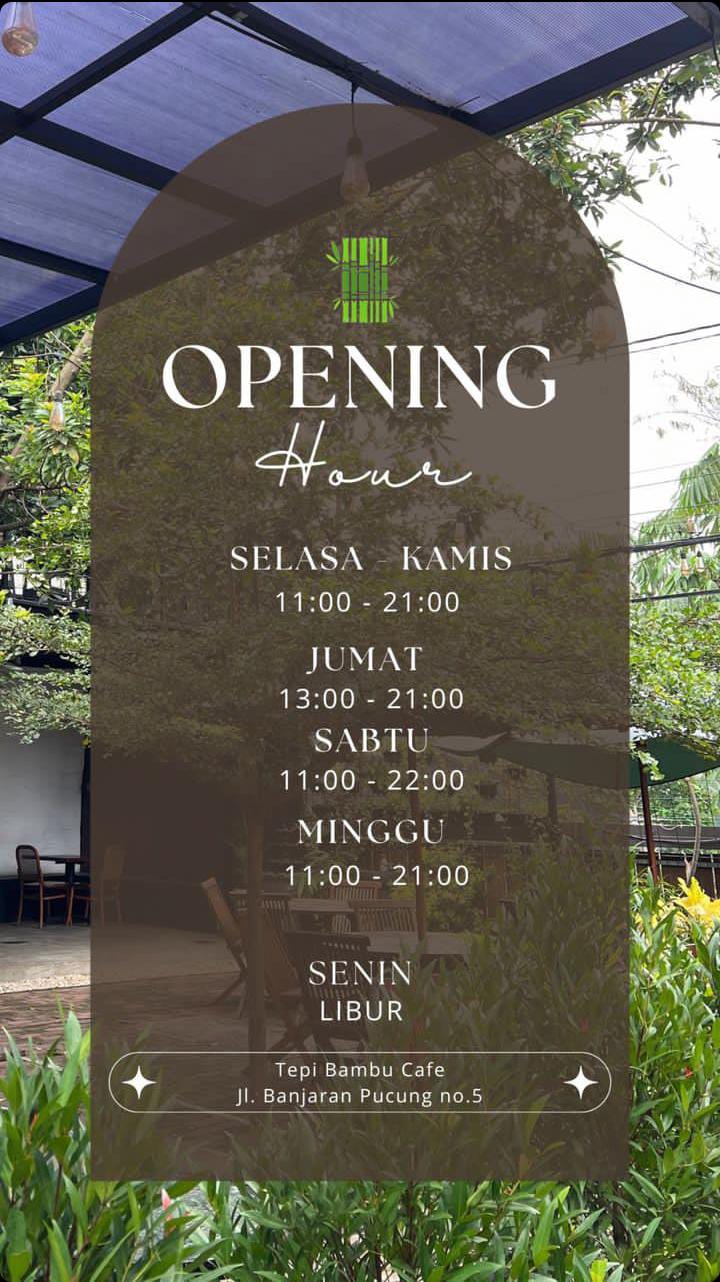 OPENING
Hour
SELASA - KAMIS
11:00 - 21:00
JUMAT
13:00 - 21:00
SABTU
11:00 - 22:00
MINGGU
11:00 - 21:00
SENIN
LIBUR
Tepi Bambu Cafe
Jl. Banjaran Pucung no.5